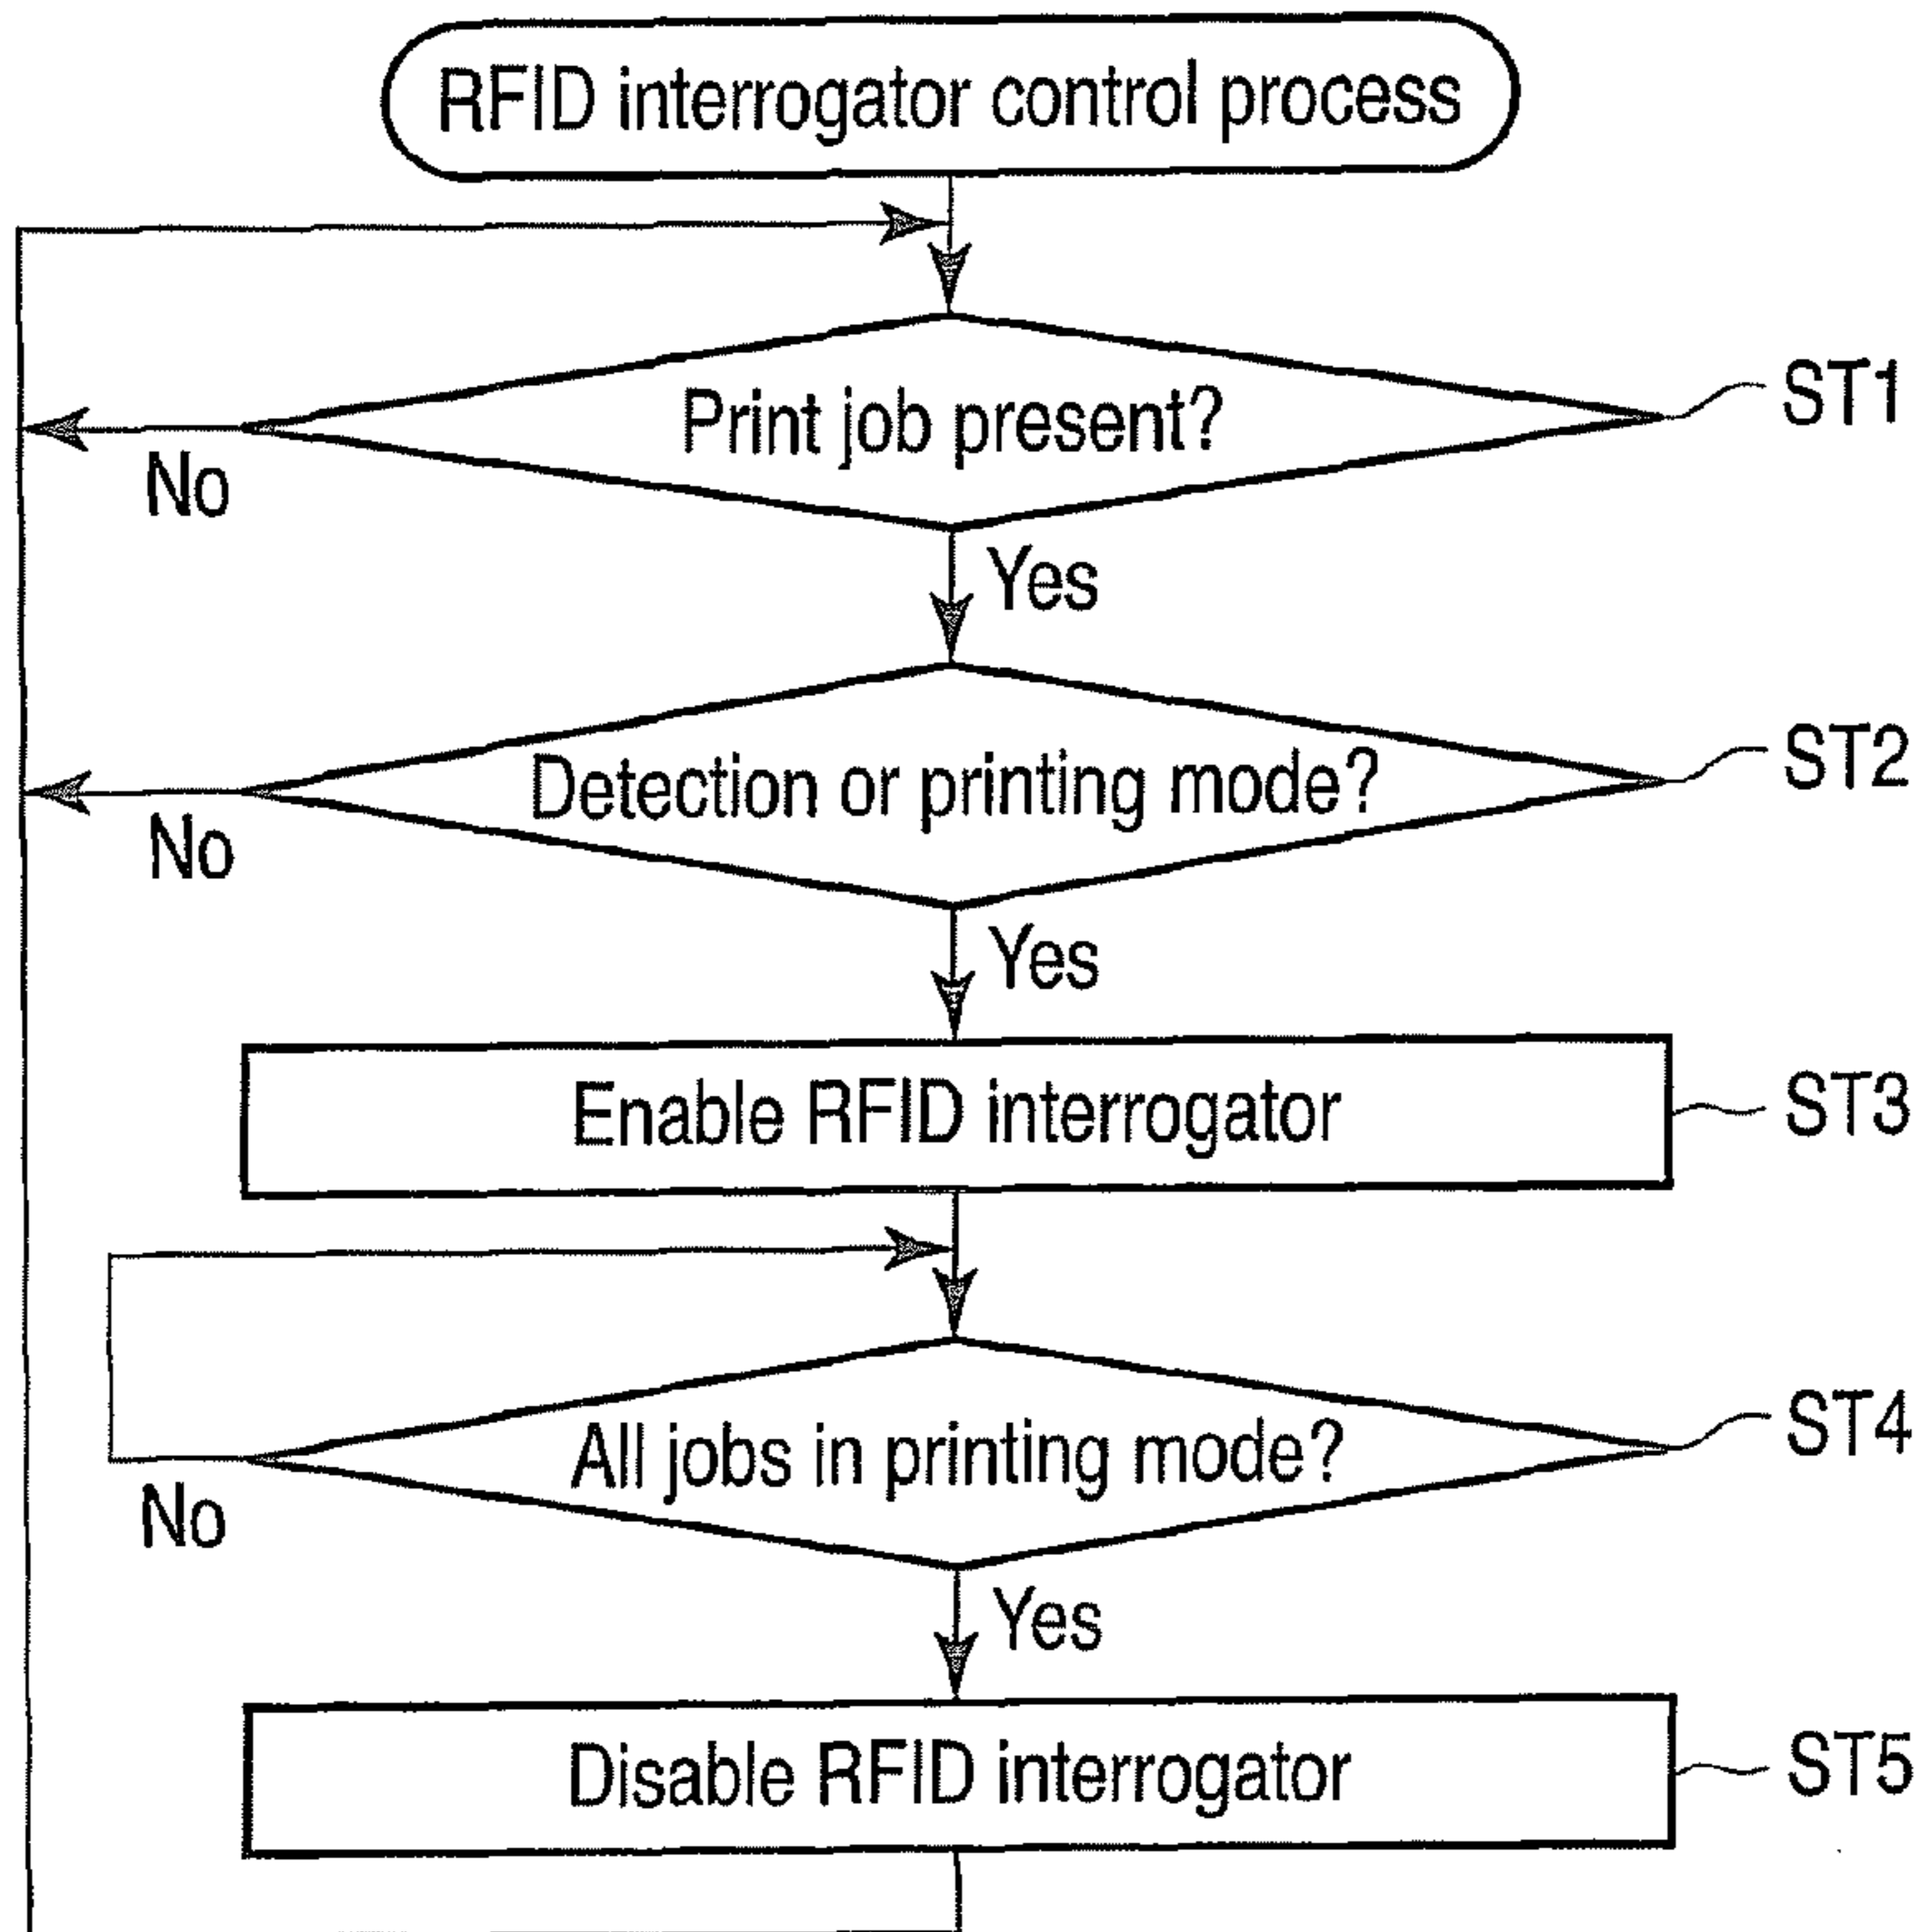 RFID interrogator control process
Print job present?
ST1
No
Yes
Detection or printing mode?
ST2
No
Yes
Enable RFID interrogator
ST3
All jobs in printing mode?
ST4
No
Yes
Disable RFID interrogator
ST5